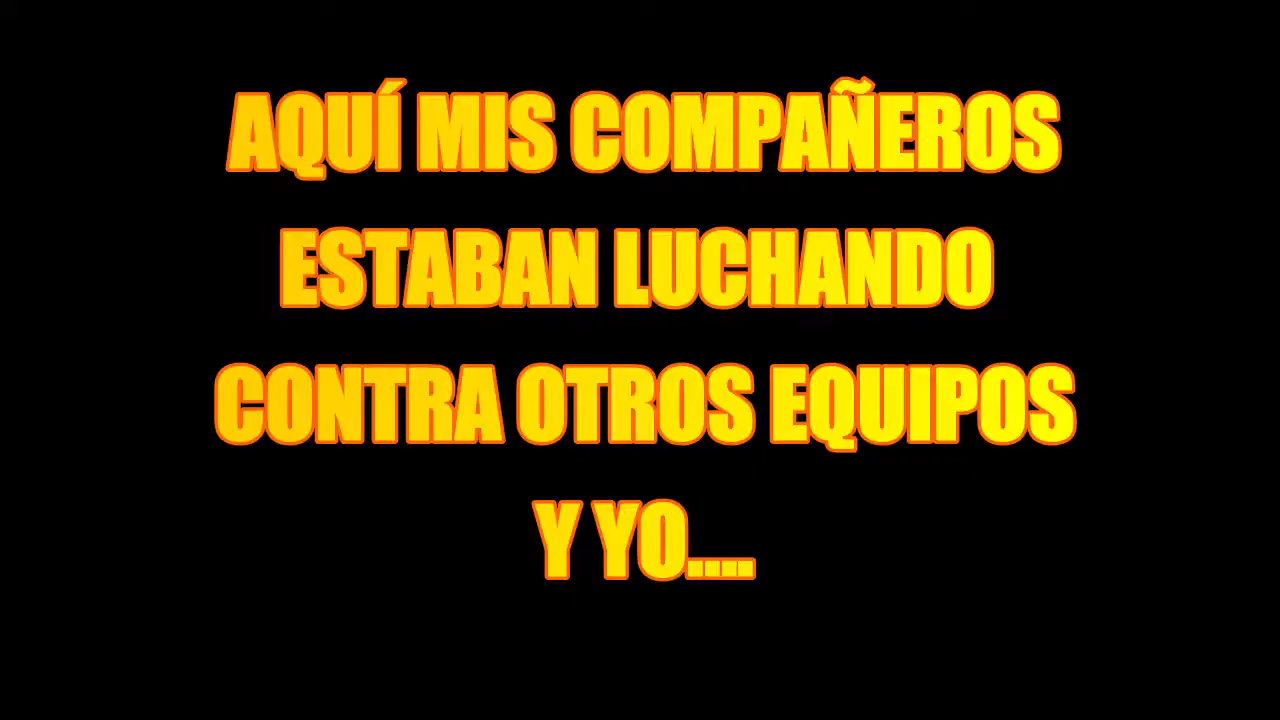 AQUÍ MIS COMPAÑEROS
ESTABAN LUCHANDO
CONTRA OTROS EQUIPOS
Y YO....